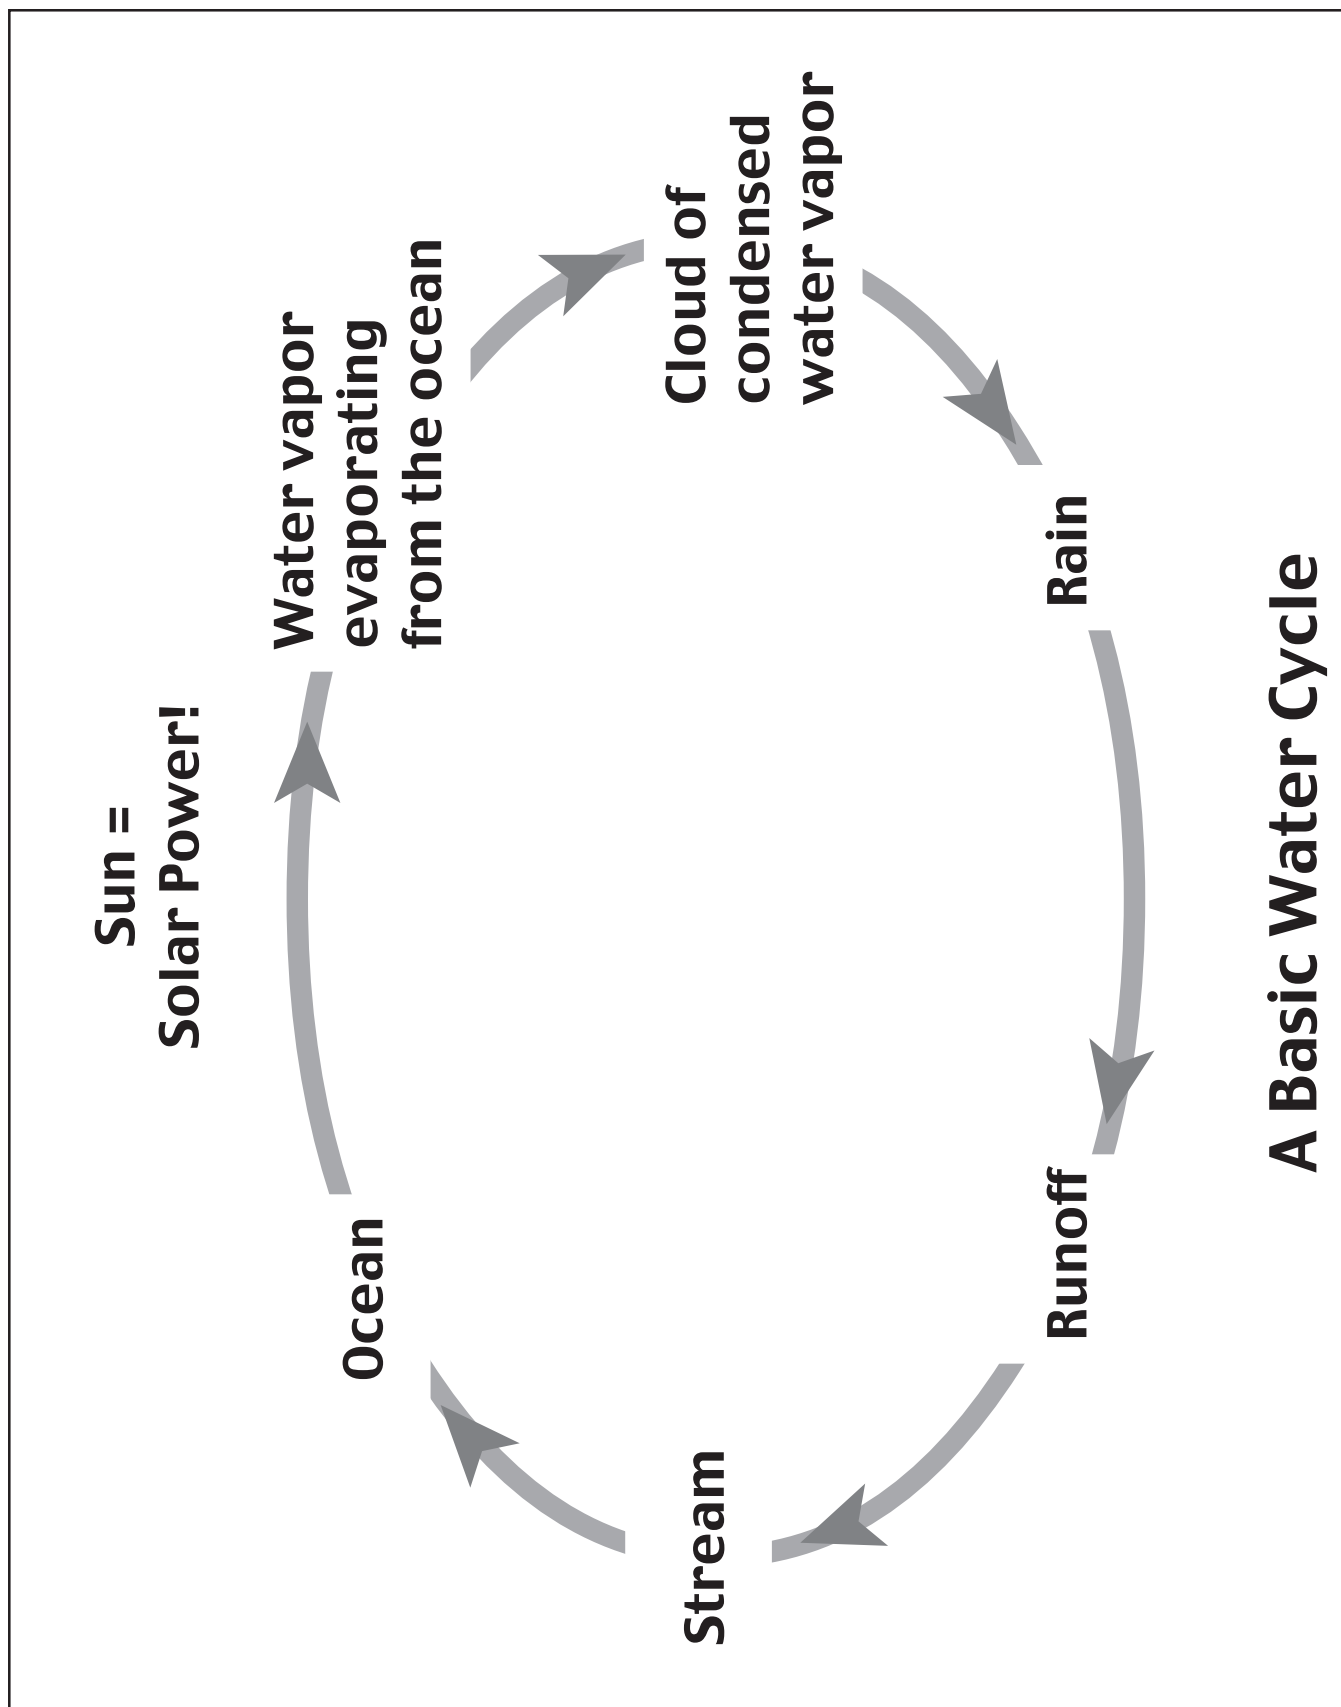 Sun =
Solar Power!
Water vapor
evaporating
from the ocean
Cloud of
condensed
water vapor
Rain
Runoff
Stream
Ocean
A Basic Water Cycle